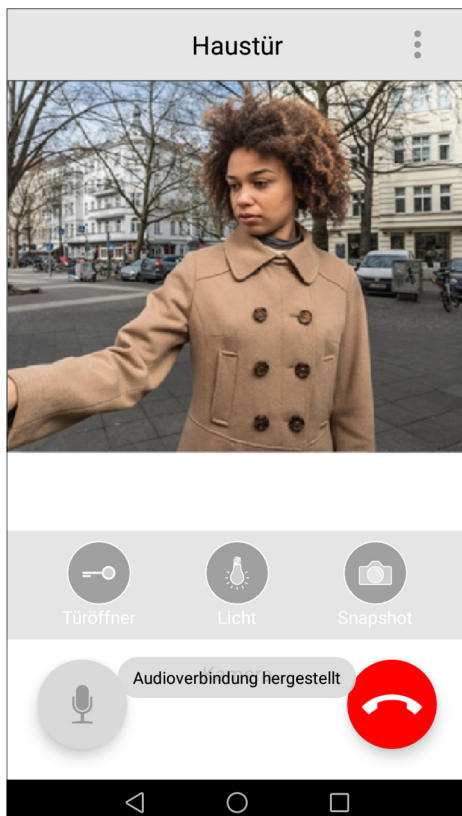 Haustür
Türöffner
Licht
Snapshot
Audioverbindung hergestellt